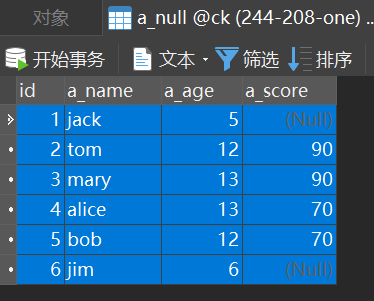 对象
a_null @ck (244-208-one) ...
开始事务 文本 筛选 排序
id a_name a_age a_score
1 jack 5 (Null)
2 tom 12 90
3 mary 13 90
4 alice 13 70
5 bob 12 70
6 jim 6 (Null)